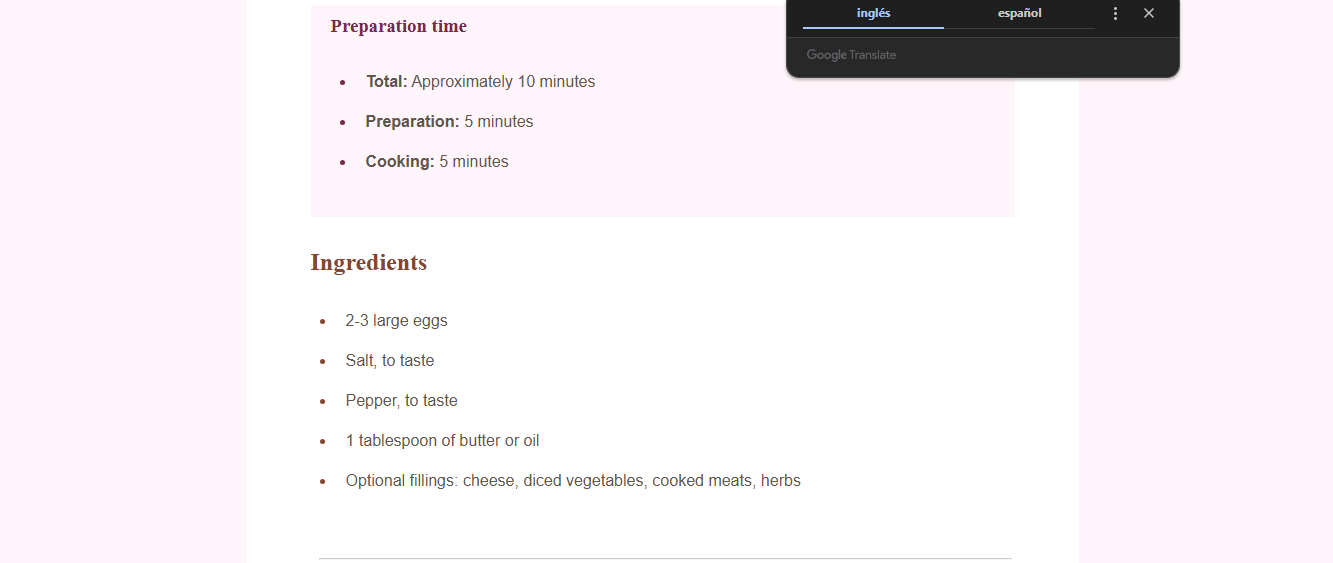 Preparation time
inglés español
Google Translate
Total: Approximately 10 minutes
Preparation: 5 minutes
Cooking: 5 minutes
Ingredients
2-3 large eggs
Salt, to taste
Pepper, to taste
1 tablespoon of butter or oil
Optional fillings: cheese, diced vegetables, cooked meats, herbs